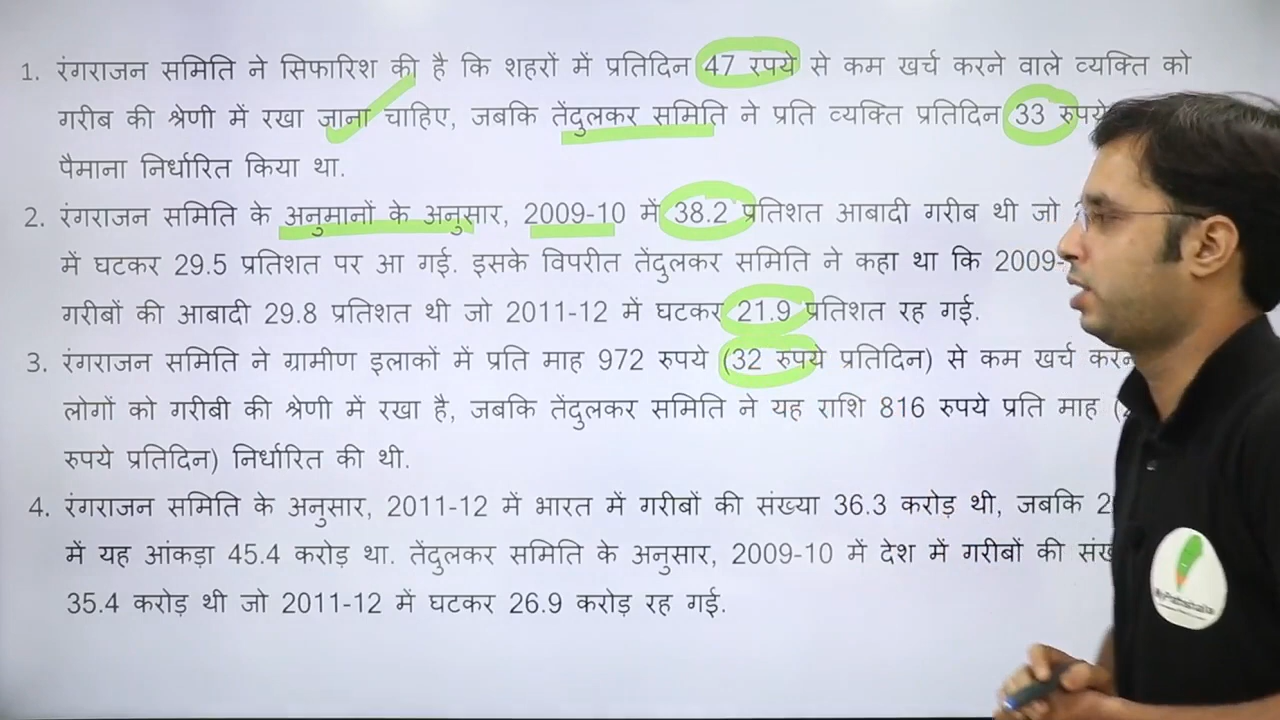 1. रंगराजन समिति ने सिफारिश की है कि शहरों में प्रतिदिन 47 रपये से कम खर्च करने वाले व्यक्ति को
गरीब की श्रेणी में रखा जाना चाहिए, जबकि तेंदुलकर समिति ने प्रति व्यक्ति प्रतिदिन 33 रुपये
पैमाना निर्धारित किया था.
2. रंगराजन समिति के अनुमानों के अनुसार, 2009-10 में 38.2 प्रतिशत आबादी गरीब थी जो
में घटकर 29.5 प्रतिशत पर आ गई. इसके विपरीत तेंदुलकर समिति ने कहा था कि 2009-
गरीबों की आबादी 29.8 प्रतिशत थी जो 2011-12 में घटकर 21.9 प्रतिशत रह गई.
3. रंगराजन समिति ने ग्रामीण इलाकों में प्रति माह 972 रुपये (32 रुपये प्रतिदिन) से कम खर्च करने
लोगों को गरीबी की श्रेणी में रखा है, जबकि तेंदुलकर समिति ने यह राशि 816 रुपये प्रति माह
रुपये प्रतिदिन) निर्धारित की थी.
4. रंगराजन समिति के अनुसार, 2011-12 में भारत में गरीबों की संख्या 36.3 करोड़ थी, जबकि
में यह आंकड़ा 45.4 करोड़ था. तेंदुलकर समिति के अनुसार, 2009-10 में देश में गरीबों की
35.4 करोड़ थी जो 2011-12 में घटकर 26.9 करोड़ रह गई.